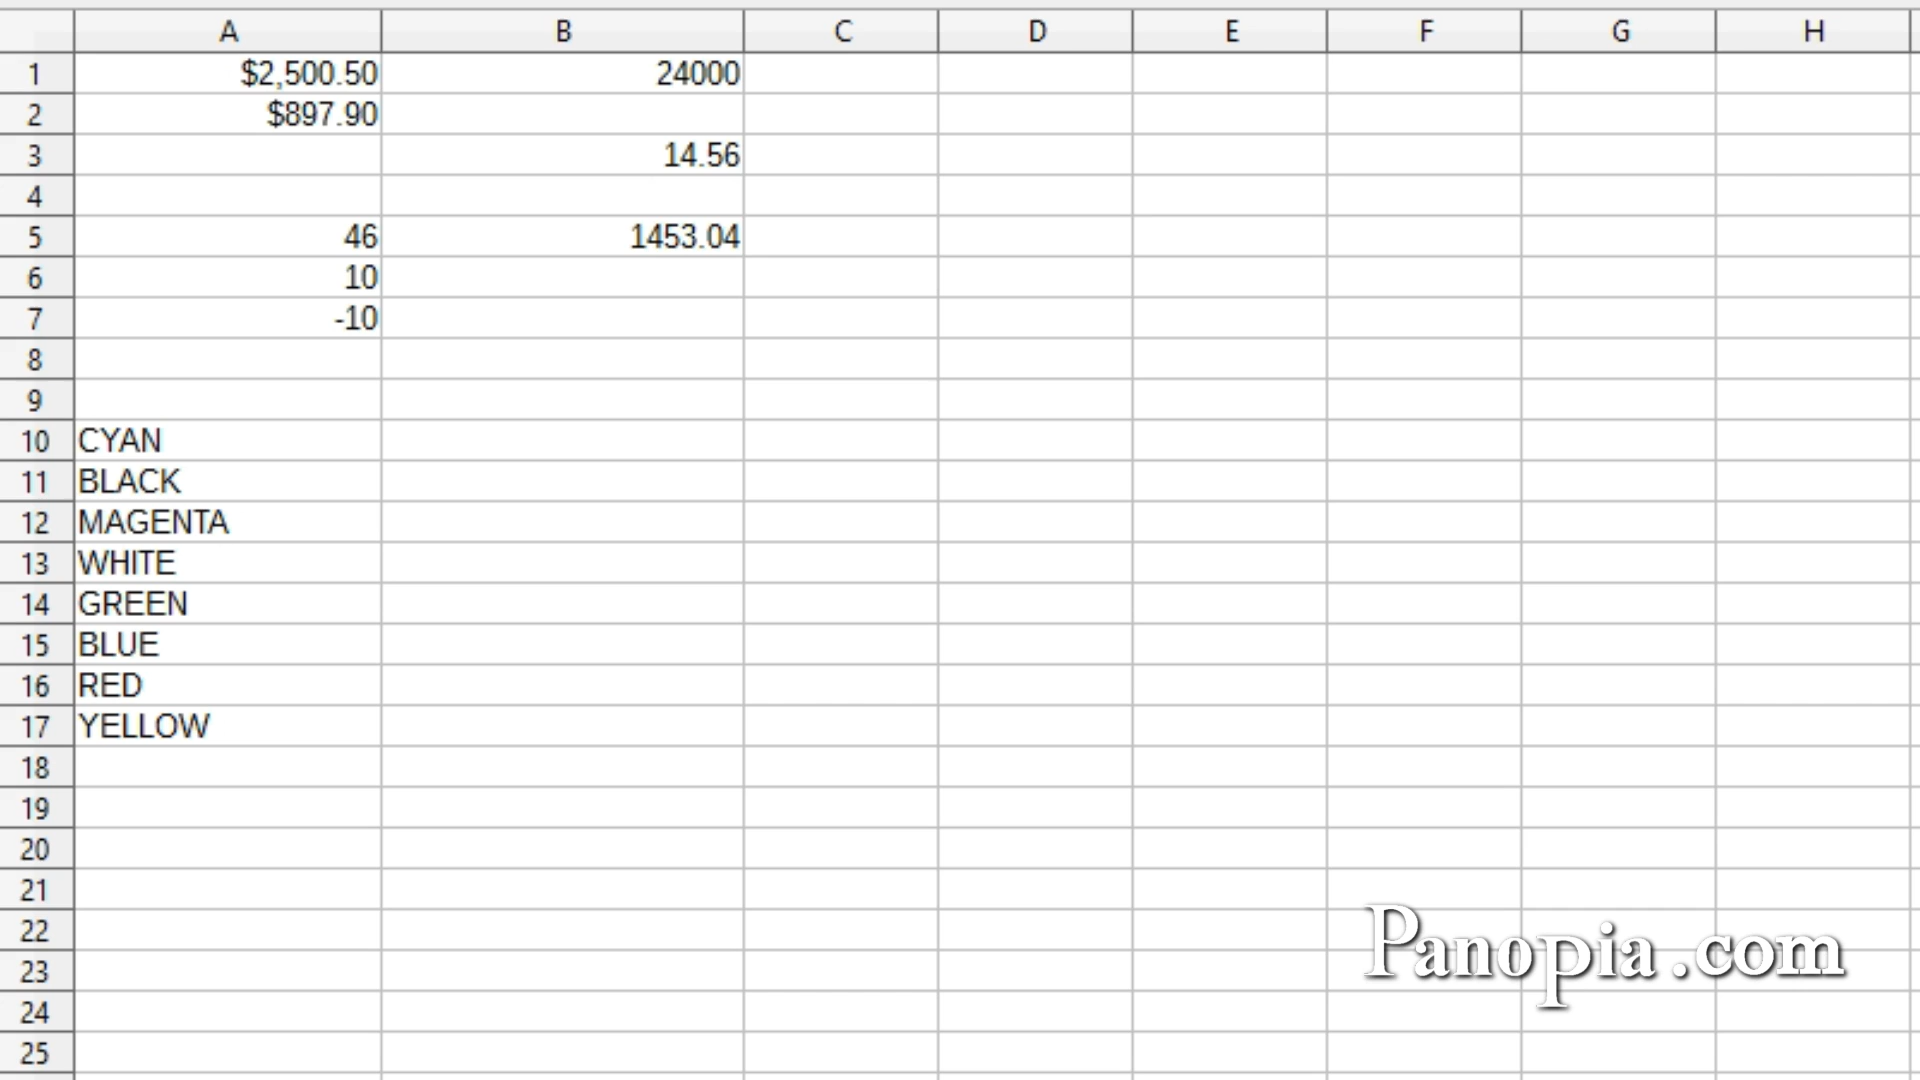 A B C D E F G H
1 $2,500.50 24000
2 $897.90
3 14.56
4
5 46 1453.04
6 10
7 -10
8
9
10 CYAN
11 BLACK
12 MAGENTA
13 WHITE
14 GREEN
15 BLUE
16 RED
17 YELLOW
18
19
20
21
22
23
24
25
Panopia.com